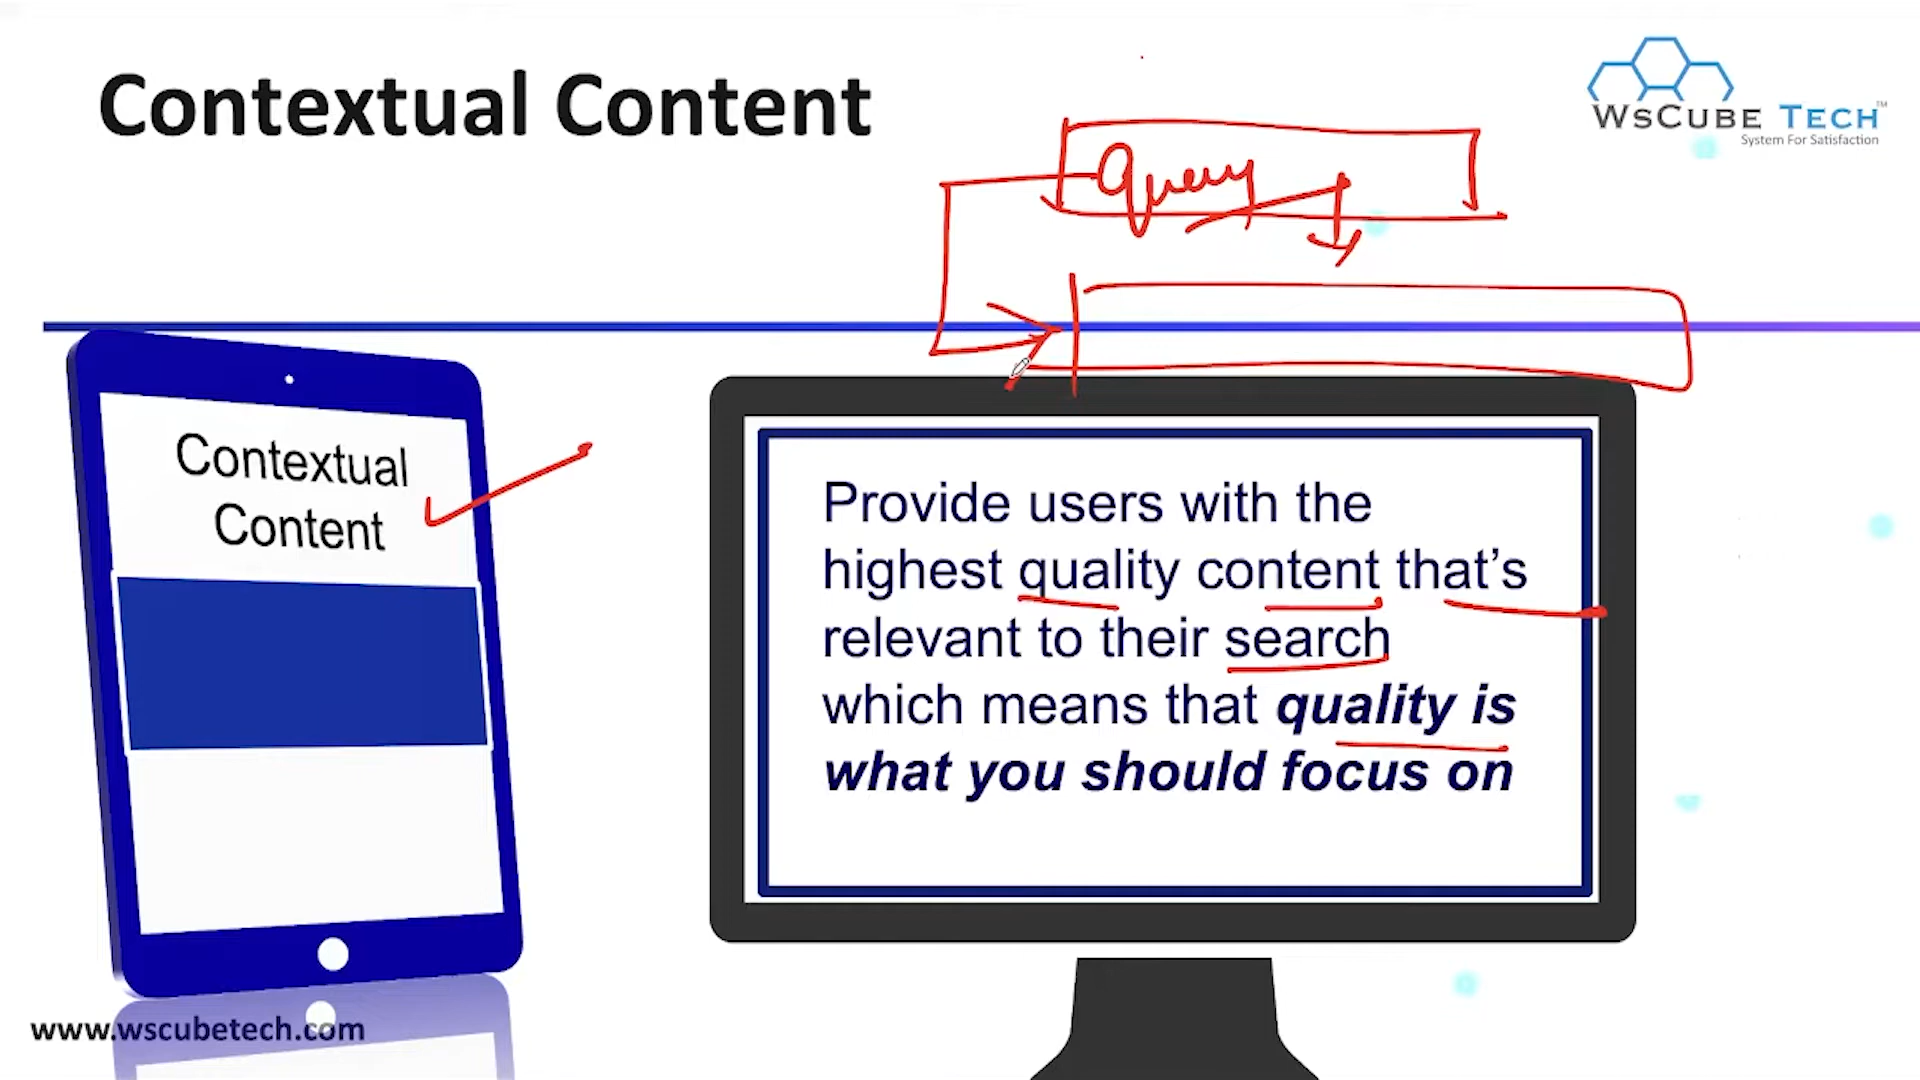 Contextual Content
WsCube Tech™
System For Satisfaction
Query
Contextual
Content
Provide users with the
highest quality content that’s
relevant to their search
which means that quality is
what you should focus on
www.wscubetech.com